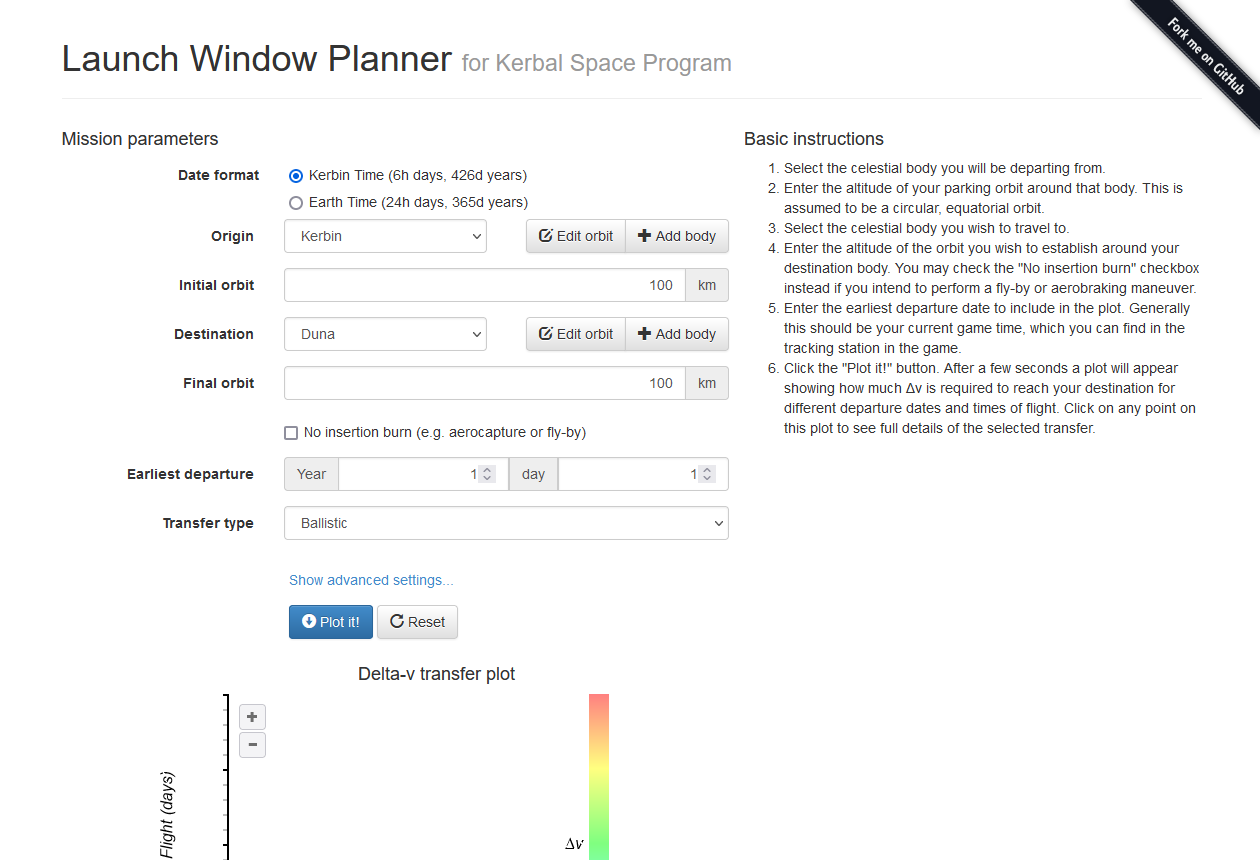 Fork me on GitHub
Launch Window Planner for Kerbal Space Program
Mission parameters
Date format
Kerbin Time (6h days, 426d years)
Earth Time (24h days, 365d years)
Origin
Kerbin
Edit orbit
Add body
Initial orbit
100
km
Destination
Duna
Edit orbit
Add body
Final orbit
100
km
No insertion burn (e.g. aerocapture or fly-by)
Earliest departure
Year
1
day
1
Transfer type
Ballistic
Show advanced settings...
Plot it!
Reset
Basic instructions
1. Select the celestial body you will be departing from.
2. Enter the altitude of your parking orbit around that body. This is
assumed to be a circular, equatorial orbit.
3. Select the celestial body you wish to travel to.
4. Enter the altitude of the orbit you wish to establish around your
destination body. You may check the "No insertion burn" checkbox
instead if you intend to perform a fly-by or aerobraking maneuver.
5. Enter the earliest departure date to include in the plot. Generally
this should be your current game time, which you can find in the
tracking station in the game.
6. Click the "Plot it!" button. After a few seconds a plot will appear
showing how much Δv is required to reach your destination for
different departure dates and times of flight. Click on any point on
this plot to see full details of the selected transfer.
Delta-v transfer plot
+
-
Flight (days)
Δv